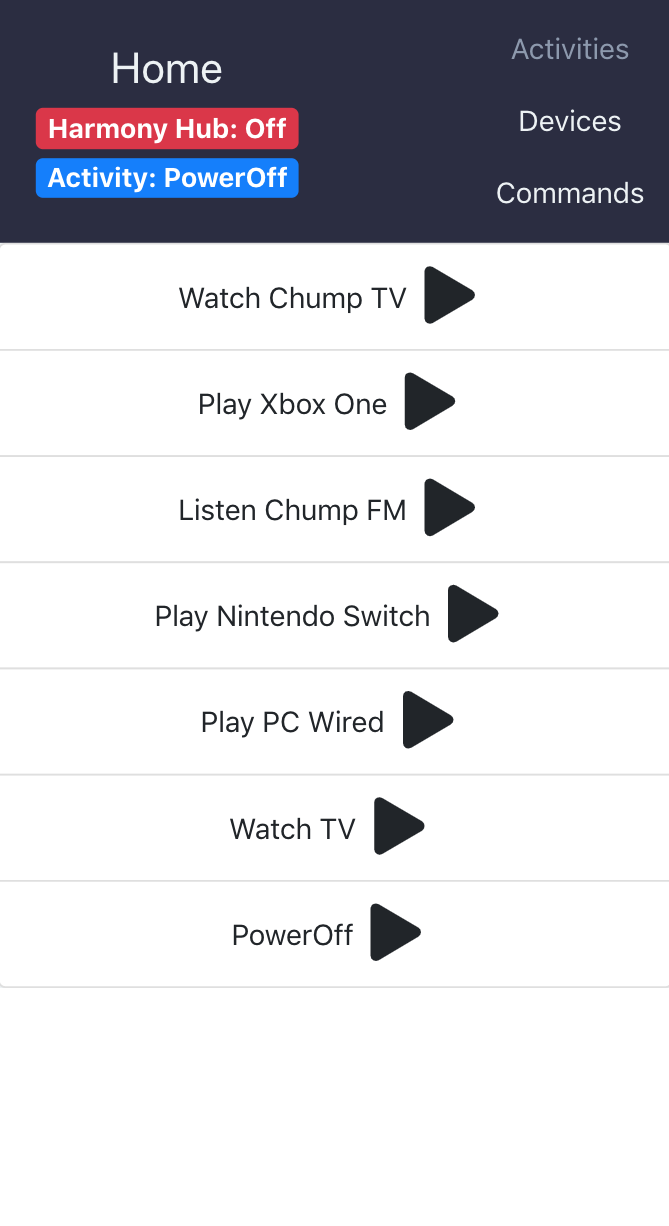 Home
Harmony Hub: Off
Activity: PowerOff
Activities
Devices
Commands
Watch Chump TV
Play Xbox One
Listen Chump FM
Play Nintendo Switch
Play PC Wired
Watch TV
PowerOff